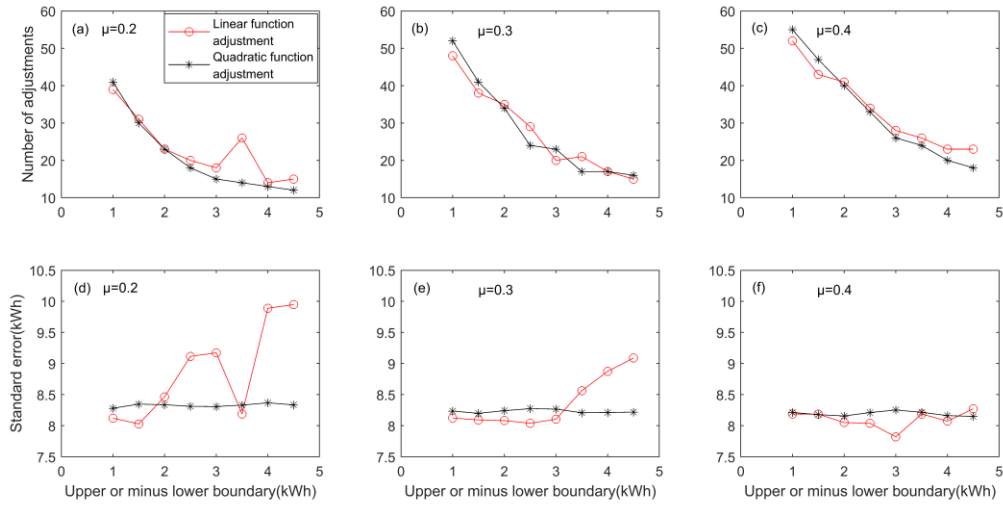 (a) μ=0.2
Linear function
adjustment
Quadratic function
adjustment
Number of adjustments
60
50
40
30
20
10
0 1 2 3 4 5
(b) μ=0.3
60
50
40
30
20
10
0 1 2 3 4 5
(c) μ=0.4
60
50
40
30
20
10
0 1 2 3 4 5
(d) μ=0.2
Standard error(kWh)
10.5
10
9.5
9
8.5
8
7.5
0 1 2 3 4 5
Upper or minus lower boundary(kWh)
(e) μ=0.3
10.5
10
9.5
9
8.5
8
7.5
0 1 2 3 4 5
Upper or minus lower boundary(kWh)
(f) μ=0.4
10.5
10
9.5
9
8.5
8
7.5
0 1 2 3 4 5
Upper or minus lower boundary(kWh)